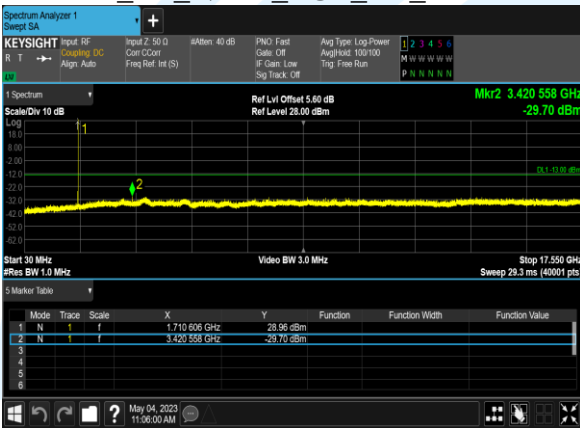 Spectrum Analyzer 1
Swept SA
KEYSIGHT Input: RF Input Z: 50 Ω #Atten: 40 dB PNO: Fast Avg Type: Log-Power 1 2 3 4 5 6
R T Coupling: DC Corr CCorr Gate: Off Avg|Hold: 100/100 M W W W W W
Align: Auto Freq Ref: Int (S) IF Gain: Low Trig: Free Run
LW Sig Track: Off P N N N N N
1 Spectrum Ref Lvl Offset 5.60 dB Mkr2 3.420 558 GHz
Scale/Div 10 dB Ref Level 28.00 dBm -29.70 dBm
Log
18.0 1
8.00
-2.00
-12.0 DL1 -13.00 dBm
-22.0 2
-32.0
-42.0
-52.0
-62.0
Start 30 MHz Video BW 3.0 MHz Stop 17.550 GHz
#Res BW 1.0 MHz Sweep 29.3 ms (40001 pts)
5 Marker Table
Mode Trace Scale X Y Function Function Width Function Value
1 N 1 f 1.710 606 GHz 28.96 dBm
2 N 1 f 3.420 558 GHz -29.70 dBm
3
4
5
6
? May 04, 2023
11:06:00 AM